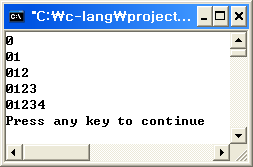 "C:₩c-lang₩project...
0
01
012
0123
01234
Press any key to continue